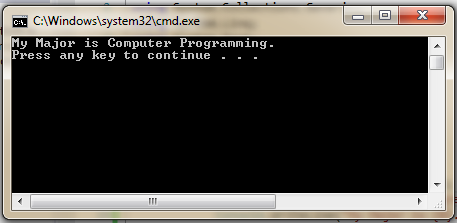 C:\Windows\system32\cmd.exe
My Major is Computer Programming.
Press any key to continue . . .